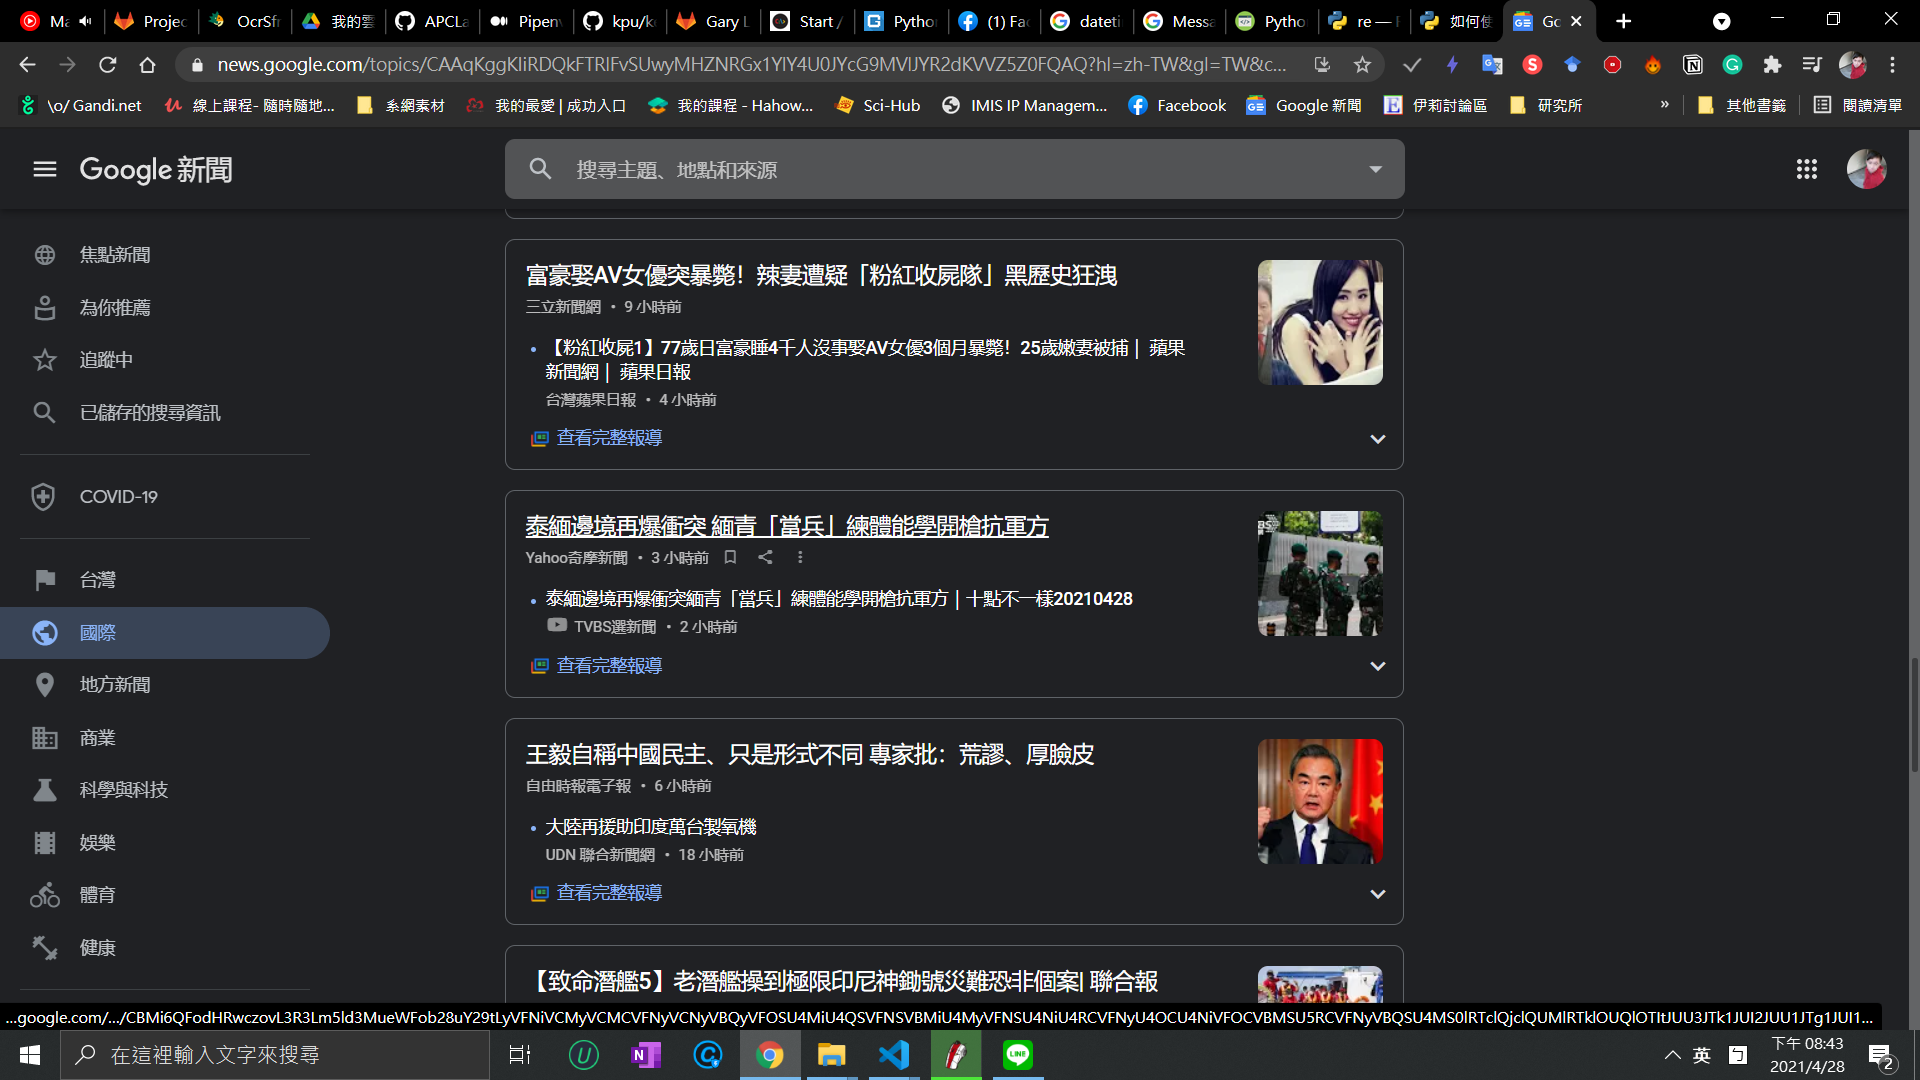 Ma
Projec
OcrSfr
我的雲
APCLa
Pipenv
kpu/k
Gary L
Start /
Pytho
(1) Fac
dateti
Messa
Pytho
re — R
如何使
Go
news.google.com/topics/CAAqKggKIiRDQkFTRlFvSUwyMHZNRGx1YlY4U0JYcG9MVlJYR2dKVVZ5Z0FQAQ?hl=zh-TW&gl=TW&c...
\o/ Gandi.net
線上課程- 隨時隨地...
系網素材
我的最愛 | 成功入口
我的課程 - Hahow...
Sci-Hub
IMIS IP Managem...
Facebook
Google 新聞
伊莉討論區
研究所
»
其他書籤
閱讀清單
Google 新聞
搜尋主題、地點和來源
焦點新聞
為你推薦
追蹤中
已儲存的搜尋資訊
COVID-19
台灣
國際
地方新聞
商業
科學與科技
娛樂
體育
健康
富豪娶AV女優突暴斃！辣妻遭疑「粉紅收屍隊」黑歷史狂洩
三立新聞網 • 9 小時前
• 【粉紅收屍1】77歲日富豪睡4千人沒事娶AV女優3個月暴斃！25歲嫩妻被捕｜ 蘋果
新聞網｜ 蘋果日報
台灣蘋果日報 • 4 小時前
查看完整報導
泰緬邊境再爆衝突 緬青「當兵」練體能學開槍抗軍方
Yahoo奇摩新聞 • 3 小時前
• 泰緬邊境再爆衝突緬青「當兵」練體能學開槍抗軍方｜十點不一樣20210428
TVBS選新聞 • 2 小時前
查看完整報導
王毅自稱中國民主、只是形式不同 專家批：荒謬、厚臉皮
自由時報電子報 • 6 小時前
• 大陸再援助印度萬台製氧機
UDN 聯合新聞網 • 18 小時前
查看完整報導
【致命潛艦5】老潛艦操到極限印尼神鋤號災難恐非個案| 聯合報
在這裡輸入文字來搜尋
英
下午 08:43
2021/4/28
2